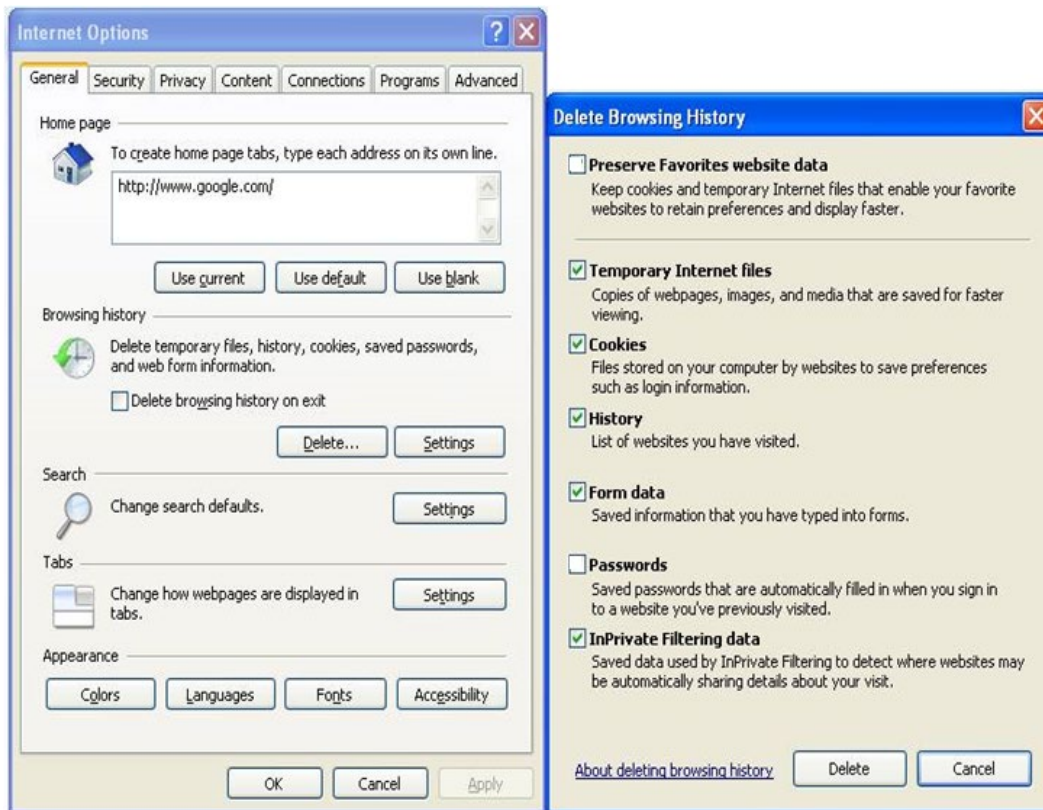 Internet Options
General Security Privacy Content Connections Programs Advanced
Home page
To create home page tabs, type each address on its own line.
http://www.google.com/
Use current Use default Use blank
Browsing history
Delete temporary files, history, cookies, saved passwords,
and web form information.
Delete browsing history on exit
Delete... Settings
Search
Change search defaults.
Settings
Tabs
Change how webpages are displayed in
tabs.
Settings
Appearance
Colors Languages Fonts Accessibility
OK Cancel Apply
Delete Browsing History
Preserve Favorites website data
Keep cookies and temporary Internet files that enable your favorite
websites to retain preferences and display faster.
Temporary Internet files
Copies of webpages, images, and media that are saved for faster
viewing.
Cookies
Files stored on your computer by websites to save preferences
such as login information.
History
List of websites you have visited.
Form data
Saved information that you have typed into forms.
Passwords
Saved passwords that are automatically filled in when you sign in
to a website you've previously visited.
InPrivate Filtering data
Saved data used by InPrivate Filtering to detect where websites may
be automatically sharing details about your visit.
About deleting browsing history Delete Cancel